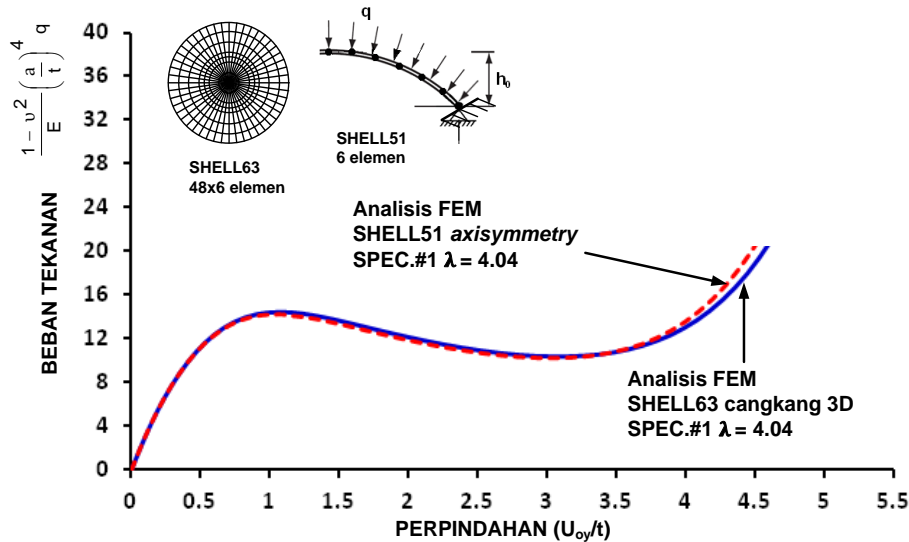 BEBAN TEKANAN
1 – υ² / E (a / t)⁴ q
40
36
32
28
24
20
16
12
8
4
0
0
0.5
1
1.5
2
2.5
3
3.5
4
4.5
5
5.5
PERPINDAHAN (Uoy/t)
SHELL63
48x6 elemen
q
h₀
SHELL51
6 elemen
Analisis FEM
SHELL51 axisymmetry
SPEC.#1 λ = 4.04
Analisis FEM
SHELL63 cangkang 3D
SPEC.#1 λ = 4.04